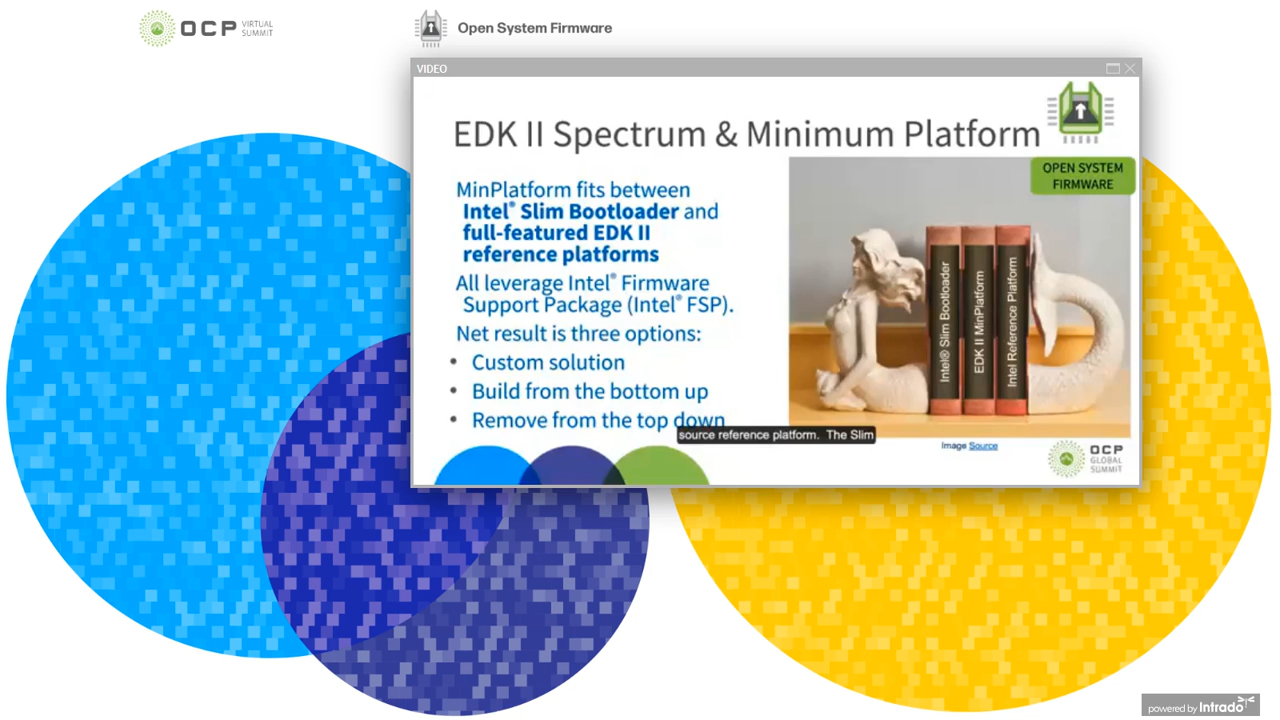 OCP VIRTUAL SUMMIT
Open System Firmware
VIDEO
EDK II Spectrum & Minimum Platform
OPEN SYSTEM
FIRMWARE
MinPlatform fits between
Intel® Slim Bootloader and
full-featured EDK II
reference platforms
All leverage Intel® Firmware
Support Package (Intel® FSP).
Net result is three options:
• Custom solution
• Build from the bottom up
• Remove from the top down
Intel® Slim Bootloader
EDK II MinPlatform
Intel Reference Platform
source reference platform. The Slim
Image Source
OCP
GLOBAL
SUMMIT
powered by Intrado